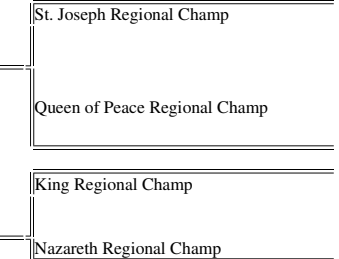 St. Joseph Regional Champ
Queen of Peace Regional Champ
King Regional Champ
Nazareth Regional Champ